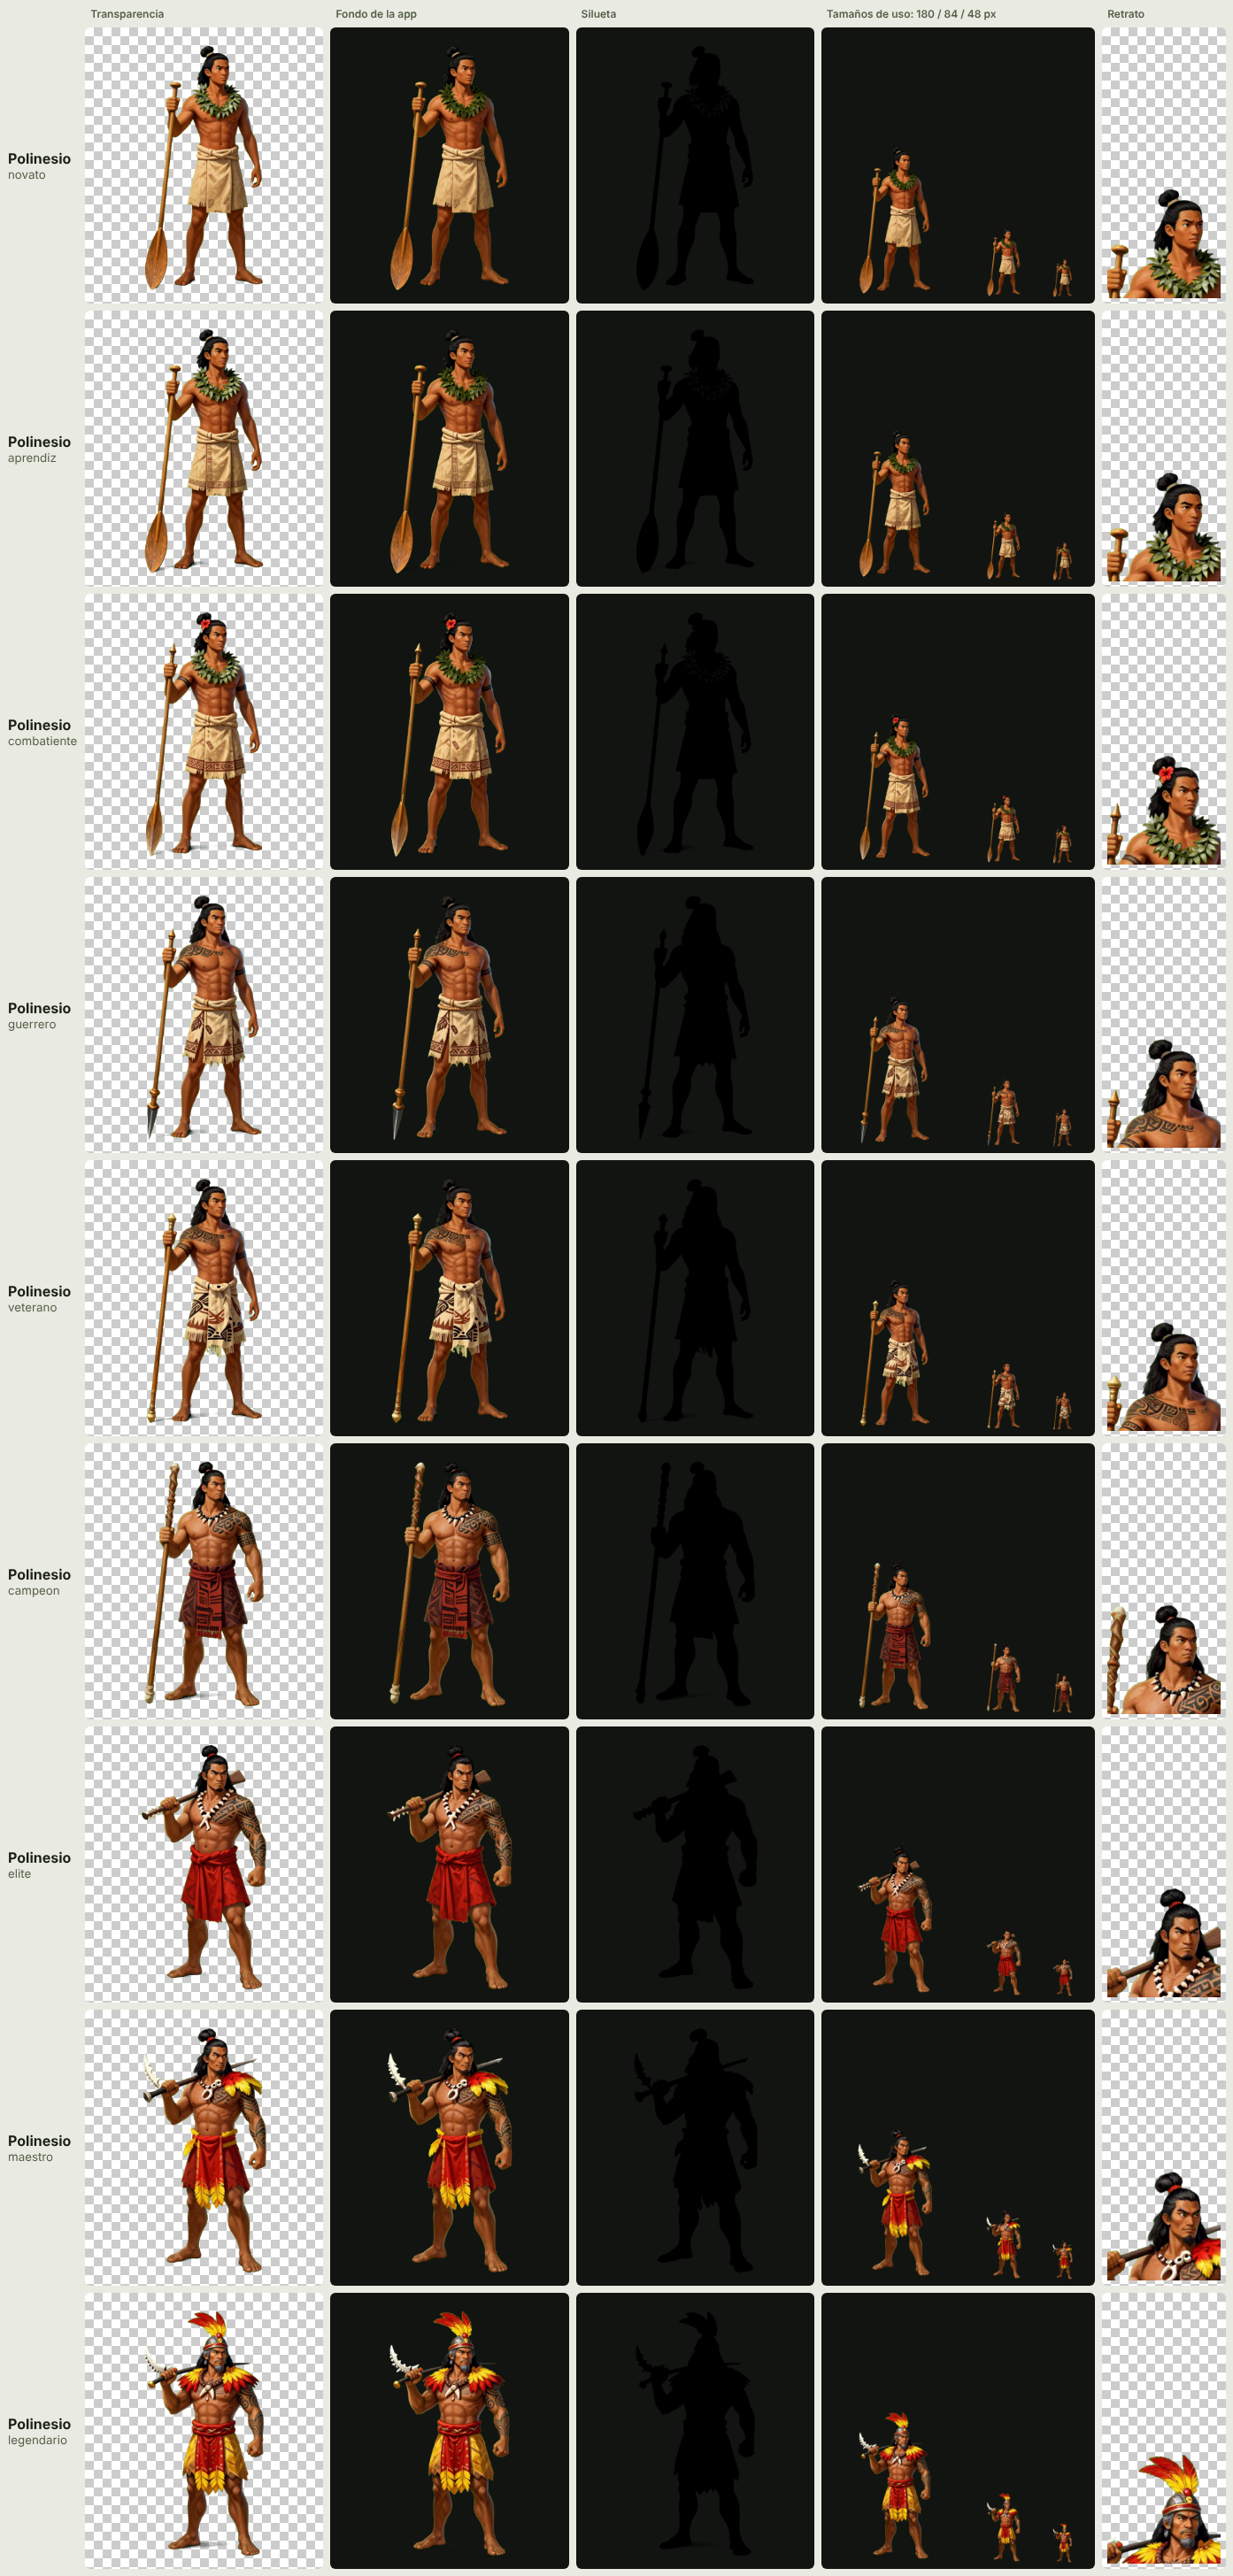 Transparencia
Fondo de la app
Silueta
Tamaños de uso: 180 / 84 / 48 px
Retrato
Polinesio
novato
Polinesio
aprendiz
Polinesio
combatiente
Polinesio
guerrero
Polinesio
veterano
Polinesio
campeon
Polinesio
elite
Polinesio
maestro
Polinesio
legendario